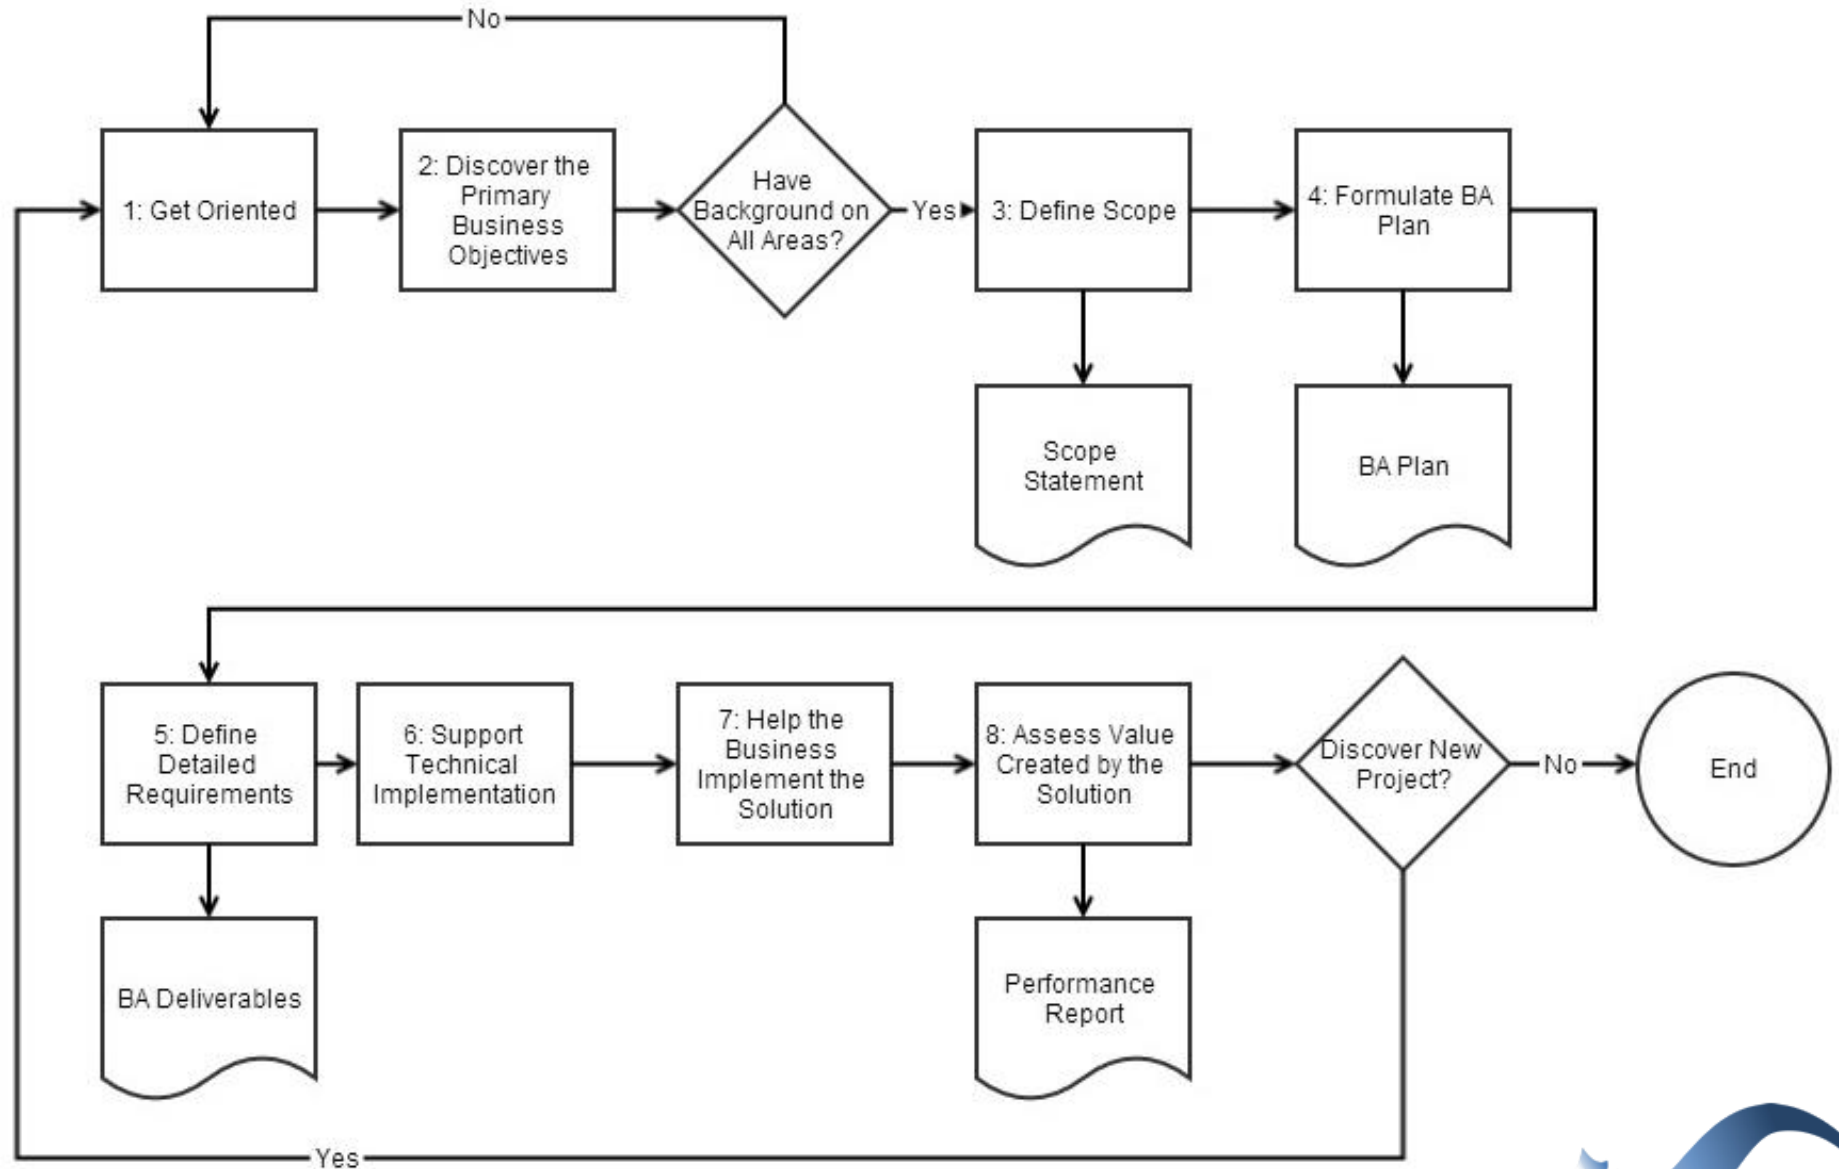 No
1: Get Oriented
2: Discover the
Primary
Business
Objectives
Have
Background on
All Areas?
Yes
3: Define Scope
4: Formulate BA
Plan
Scope
Statement
BA Plan
5: Define
Detailed
Requirements
6: Support
Technical
Implementation
7: Help the
Business
Implement the
Solution
8: Assess Value
Created by the
Solution
Discover New
Project?
No
End
BA Deliverables
Performance
Report
Yes